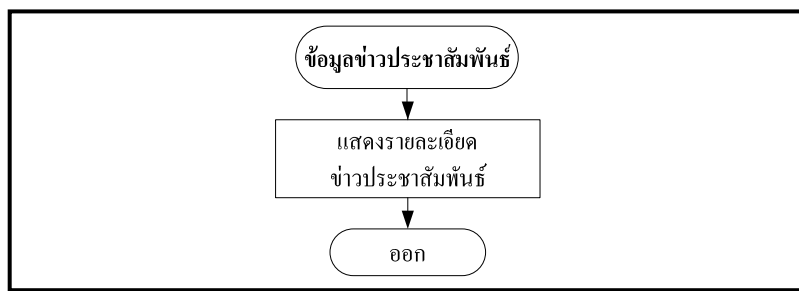 ข้อมูลข่าวประชาสัมพันธ์
แสดงรายละเอียด
ข่าวประชาสัมพันธ์
ออก